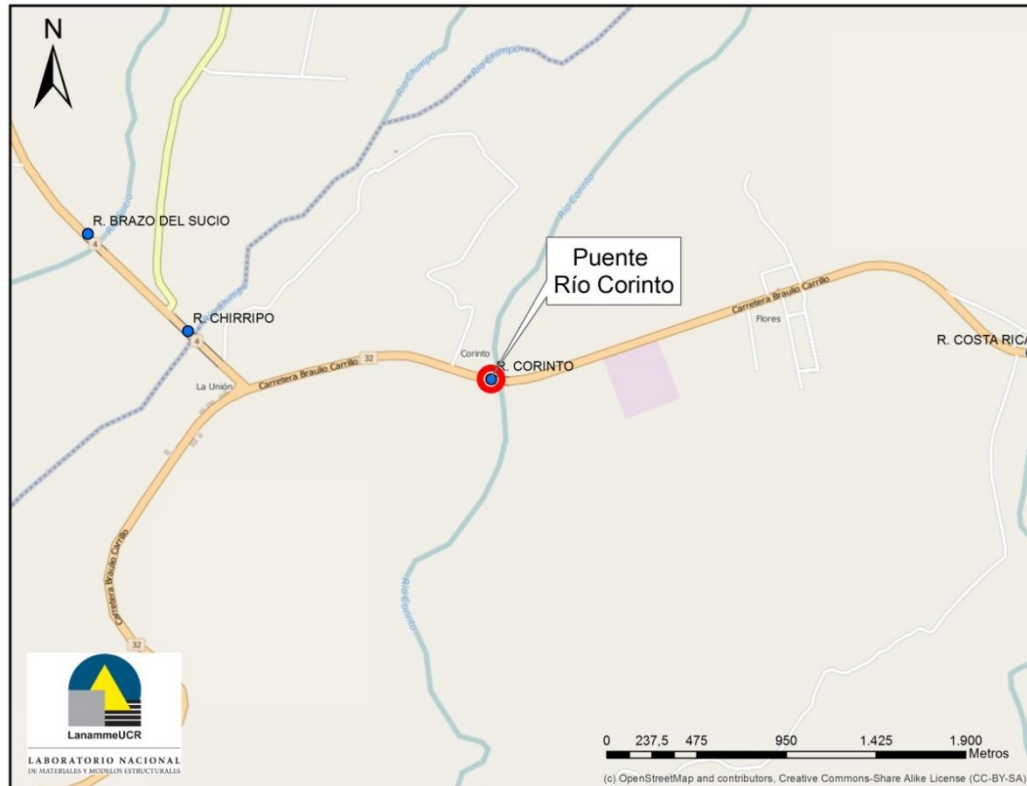 N
Río Chirripó
Río Chirripó
R. BRAZO DEL SUCIO
4
Río Corinto
Puente
Río Corinto
Carretera Braulio Carrillo
Flores
R. CHIRRIPO
4
R. COSTA RICA
Corinto
32
R. CORINTO
Carretera Braulio Carrillo
La Unión
Carretera Braulio Carrillo
Río Corinto
32
LanammeUCR
LABORATORIO NACIONAL
DE MATERIALES Y MODELOS ESTRUCTURALES
0 237,5 475 950 1.425 1.900
Metros
(c) OpenStreetMap and contributors, Creative Commons-Share Alike License (CC-BY-SA)